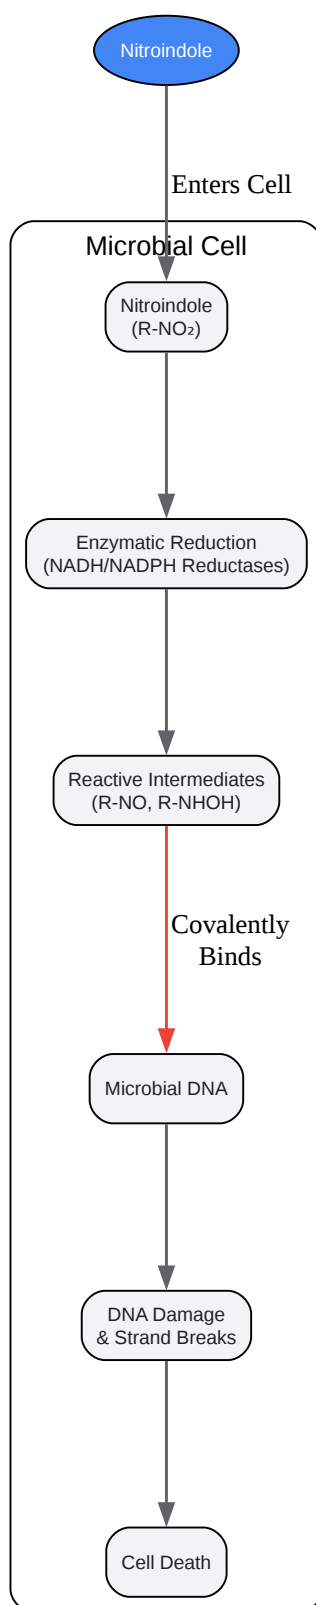 Nitroindole
Enters Cell
Microbial Cell
Nitroindole
(R-NO₂)
Enzymatic Reduction
(NADH/NADPH Reductases)
Reactive Intermediates
(R-NO, R-NHOH)
Covalently
Binds
Microbial DNA
DNA Damage
& Strand Breaks
Cell Death